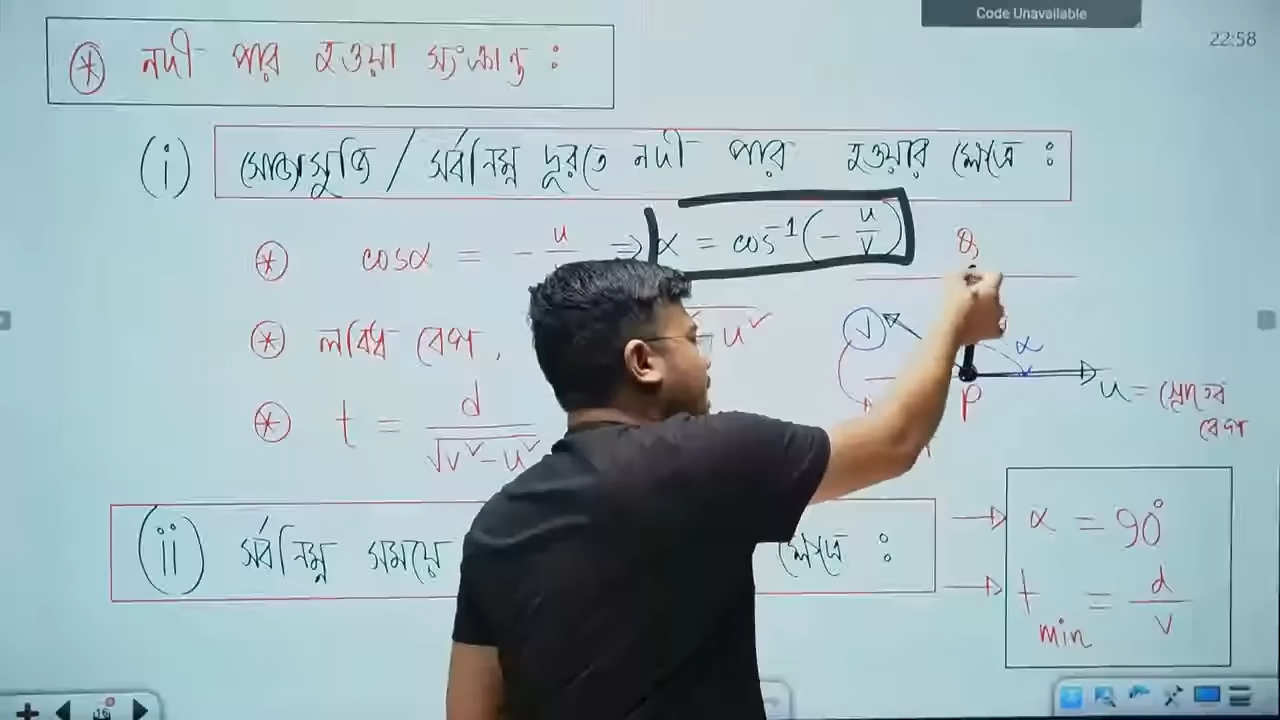 Code Unavailable
22:58
* নদী পার হওয়া সংক্রান্ত :
(i) সোজাসুজি / সর্বনিম্ন দূরত্বে নদী পার হওয়ার ক্ষেত্রে :
* cosα = - u ⇒ α = cos⁻¹(- u/v)
* লব্ধি বেগ, - u²
* t = d/√v²-u²
Q
v
α
P
u = স্রোতের বেগ
(ii) সর্বনিম্ন সময়ে ক্ষেত্রে :
→ α = 90°
→ t min = d/v